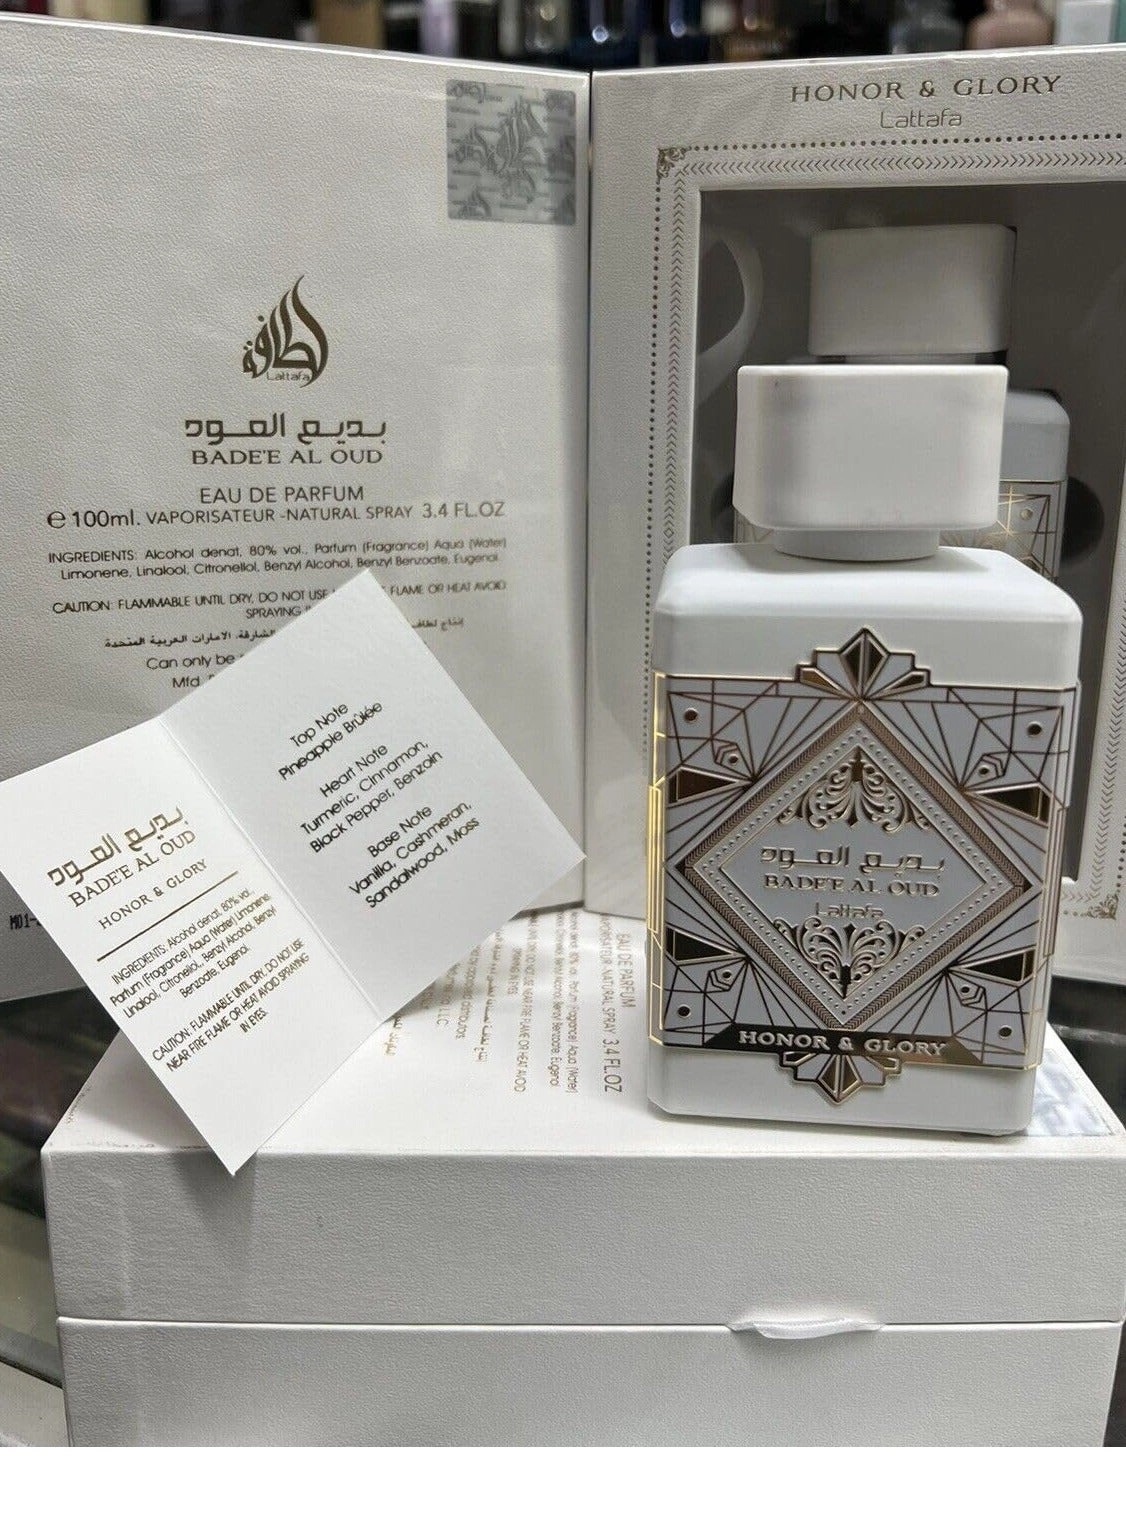 HONOR & GLORY
Lattafa
لطافة
Lattafa
بديع العود
BADE'E AL OUD
EAU DE PARFUM
℮ 100ml. VAPORISATEUR -NATURAL SPRAY 3.4 FL.OZ
INGREDIENTS: Alcohol denat, 80% vol., Parfum (Fragrance) Aqua (Water)
Limonene, Linalool, Citronellol, Benzyl Alcohol, Benzyl Benzoate, Eugenol.
CAUTION: FLAMMABLE UNTIL DRY, DO NOT USE FLAME OR HEAT AVOID
SPRAYING
إنتاج لطاف
الشارقة، الامارات العربية المتحدة
Can only be
Mfd.
Top Note
Pineapple Brûlée
Heart Note
Turmeric, Cinnamon,
Black Pepper, Benzoin
Base Note
Vanilla, Cashmeran,
Sandalwood, Moss
بديع العود
BADE'E AL OUD
HONOR & GLORY
INGREDIENTS: Alcohol denat, 80% vol.,
Parfum (Fragrance) Aqua (Water) Limonene,
Linalool, Citronellol, Benzyl Alcohol, Benzyl
Benzoate, Eugenol.
CAUTION: FLAMMABLE UNTIL DRY, DO NOT USE
NEAR FIRE FLAME OR HEAT AVOID SPRAYING
IN EYES.
بديع العود
BADE'E AL OUD
Lattafa
HONOR & GLORY
EAU DE PARFUM
NATURAL SPRAY 3.4 FL.OZ